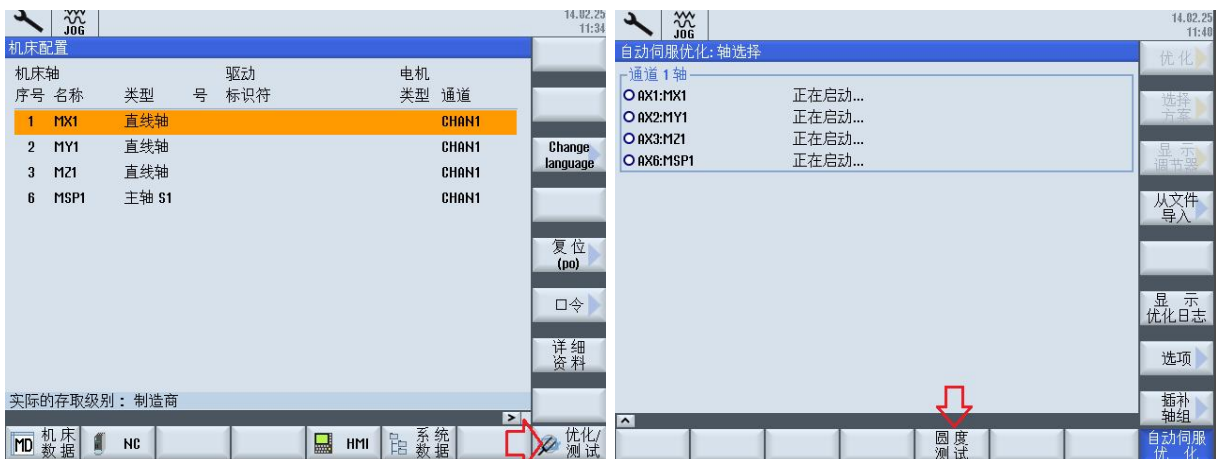 JOG
14.02.25
11:34
机床配置
机床轴 驱动 电机
序号 名称 类型 号 标识符 类型 通道
1 MX1 直线轴 CHAN1
2 MY1 直线轴 CHAN1
3 MZ1 直线轴 CHAN1
6 MSP1 主轴 S1 CHAN1
实际的存取级别：制造商
Change
language
复位
(po)
口令
详细
资料
>
MD 机床
数据
NC
HMI
系统
数据
优化/
测试
JOG
14.02.25
11:40
自动伺服优化:轴选择
通道 1 轴
AX1:MX1 正在启动...
AX2:MY1 正在启动...
AX3:MZ1 正在启动...
AX6:MSP1 正在启动...
优化
选择
方案
显示
调节器
从文件
导入
显示
优化日志
选项
插补
轴组
圆度
测试
自动伺服
优化